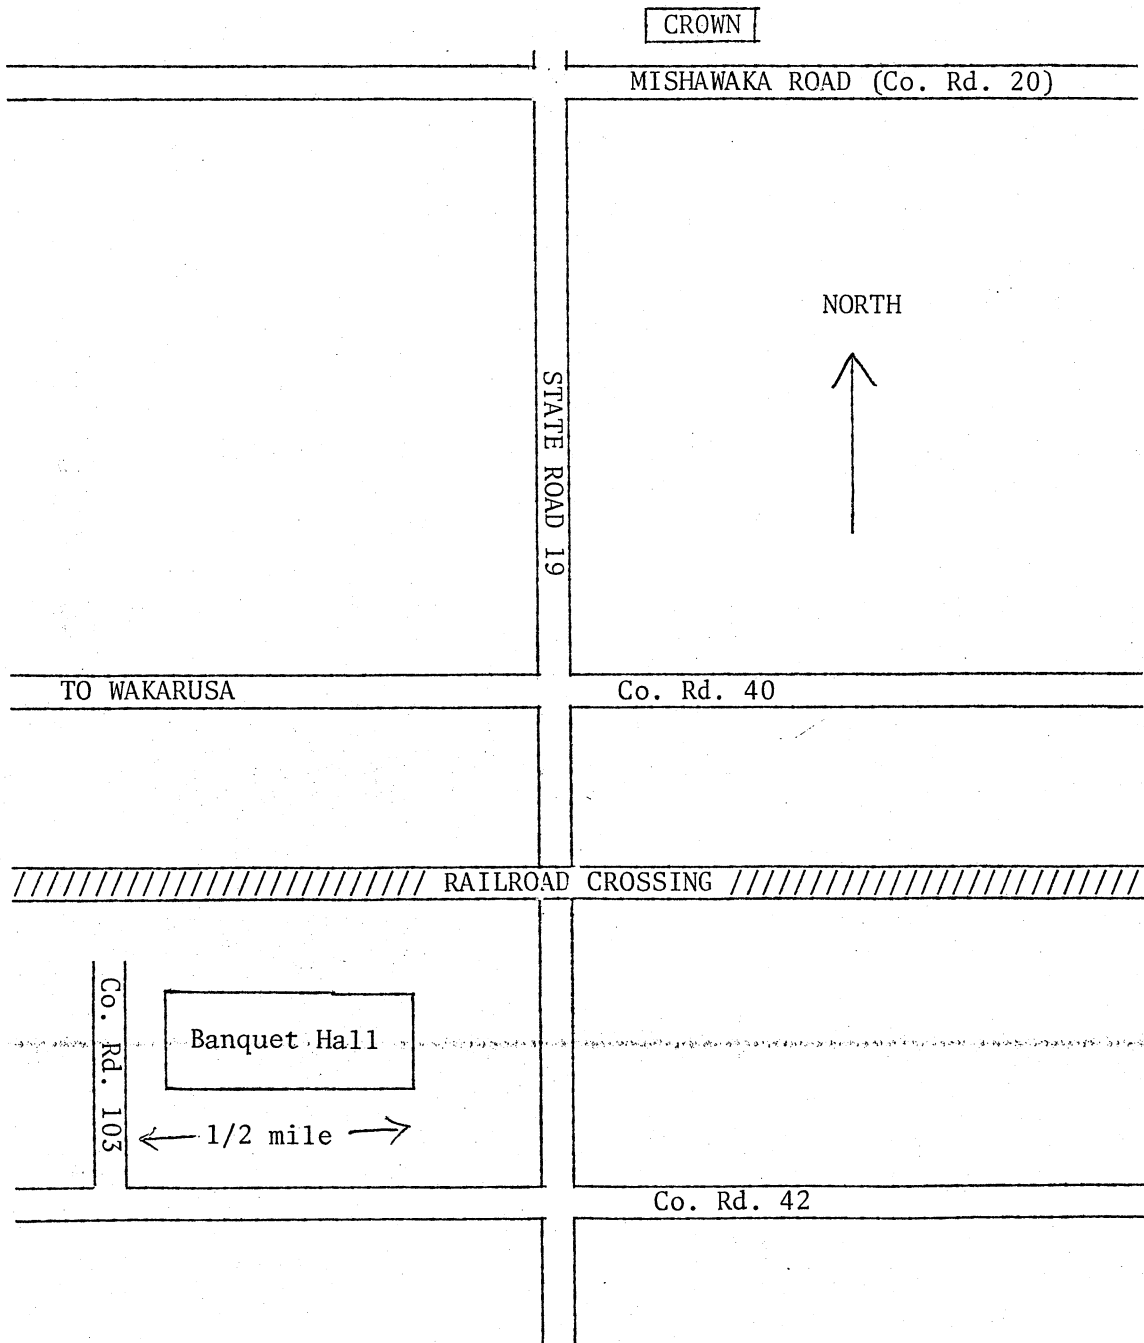 CROWN
MISHAWAKA ROAD (Co. Rd. 20)
NORTH
STATE ROAD 19
TO WAKARUSA
Co. Rd. 40
RAILROAD CROSSING
Co. Rd. 103
Banquet Hall
1/2 mile
Co. Rd. 42